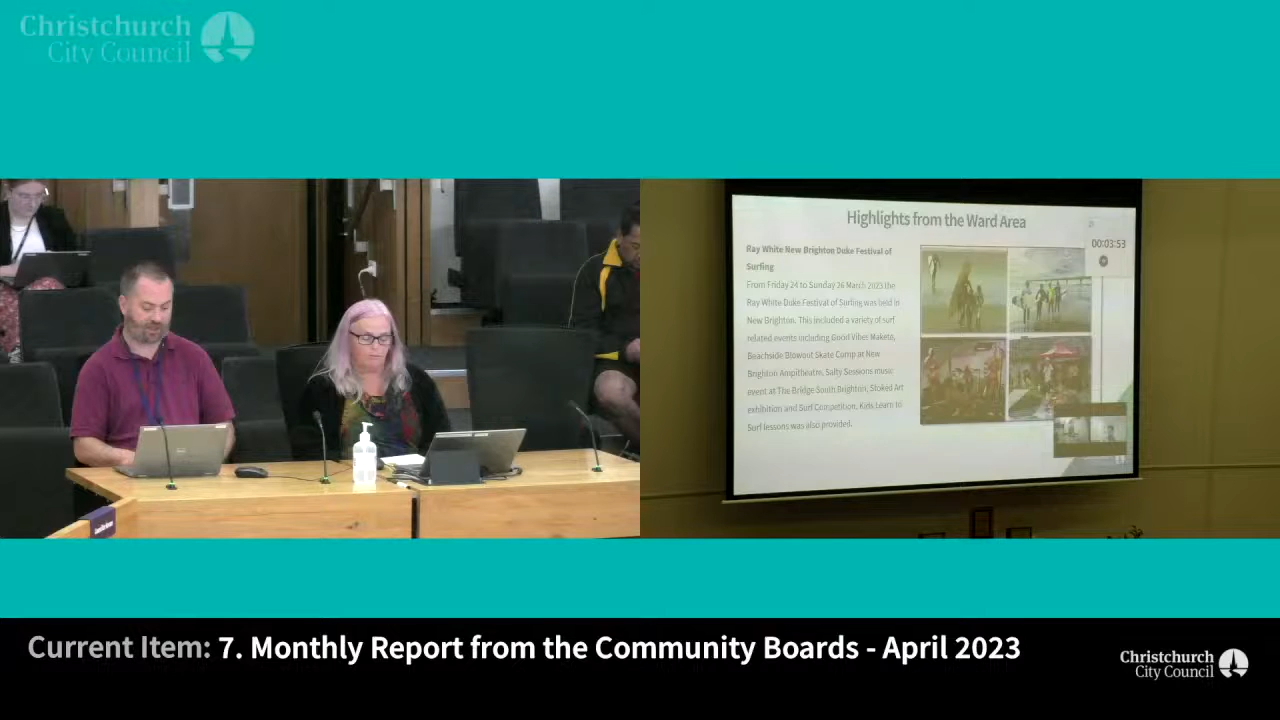 Christchurch
City Council
Highlights from the Ward Area
00:03:53
Ray White New Brighton Duke Festival of
Surfing
From Friday 24 to Sunday 26 March 2023 the
Ray White Duke Festival of Surfing was held in
New Brighton. This included a variety of surf
related events including Good Vibes Makete,
Beachside Blowout Skate Comp at New
Brighton Ampitheatre, Salty Sessions music
event at The Bridge South Brighton, Stoked Art
exhibition and Surf Competition. Kids Learn to
Surf lessons was also provided.
Current Item: 7. Monthly Report from the Community Boards - April 2023
Christchurch
City Council